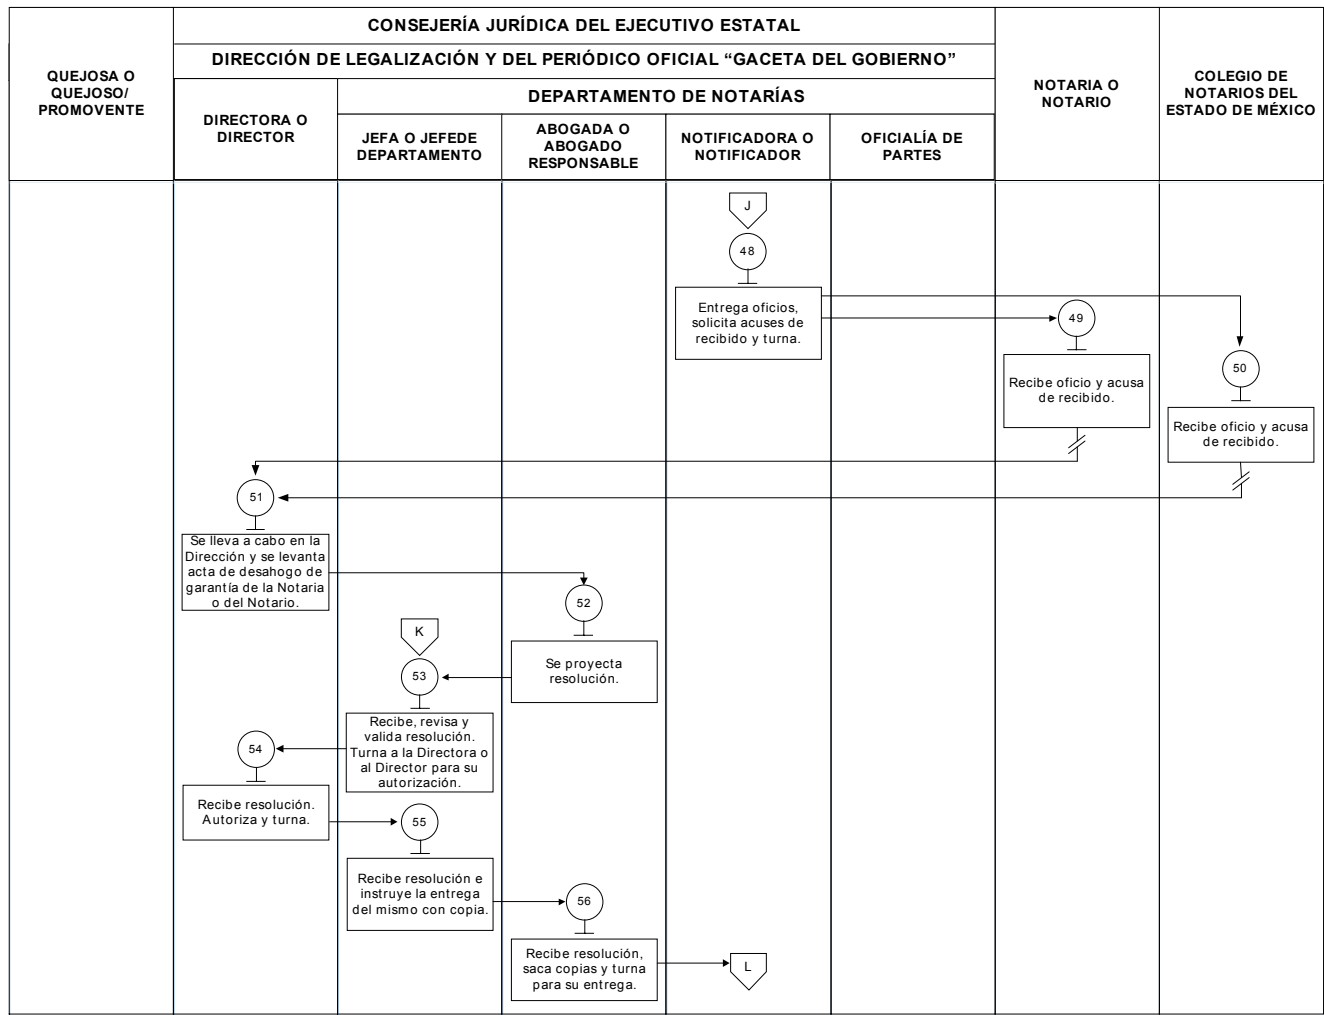 CONSEJERÍA JURÍDICA DEL EJECUTIVO ESTATAL
DIRECCIÓN DE LEGALIZACIÓN Y DEL PERIÓDICO OFICIAL “GACETA DEL GOBIERNO”
QUEJOSA O
QUEJOSO/
PROMOVENTE
DIRECTORA O
DIRECTOR
DEPARTAMENTO DE NOTARÍAS
JEFA O JEFEDE
DEPARTAMENTO
ABOGADA O
ABOGADO
RESPONSABLE
NOTIFICADORA O
NOTIFICADOR
OFICIALÍA DE
PARTES
NOTARIA O
NOTARIO
COLEGIO DE
NOTARIOS DEL
ESTADO DE MÉXICO
J
48
Entrega oficios,
solicita acuses de
recibido y turna.
49
Recibe oficio y acusa
de recibido.
50
Recibe oficio y acusa
de recibido.
51
Se lleva a cabo en la
Dirección y se levanta
acta de desahogo de
garantía de la Notaria
o del Notario.
52
Se proyecta
resolución.
K
53
Recibe, revisa y
valida resolución.
Turna a la Directora o
al Director para su
autorización.
54
Recibe resolución.
Autoriza y turna.
55
Recibe resolución e
instruye la entrega
del mismo con copia.
56
Recibe resolución,
saca copias y turna
para su entrega.
L